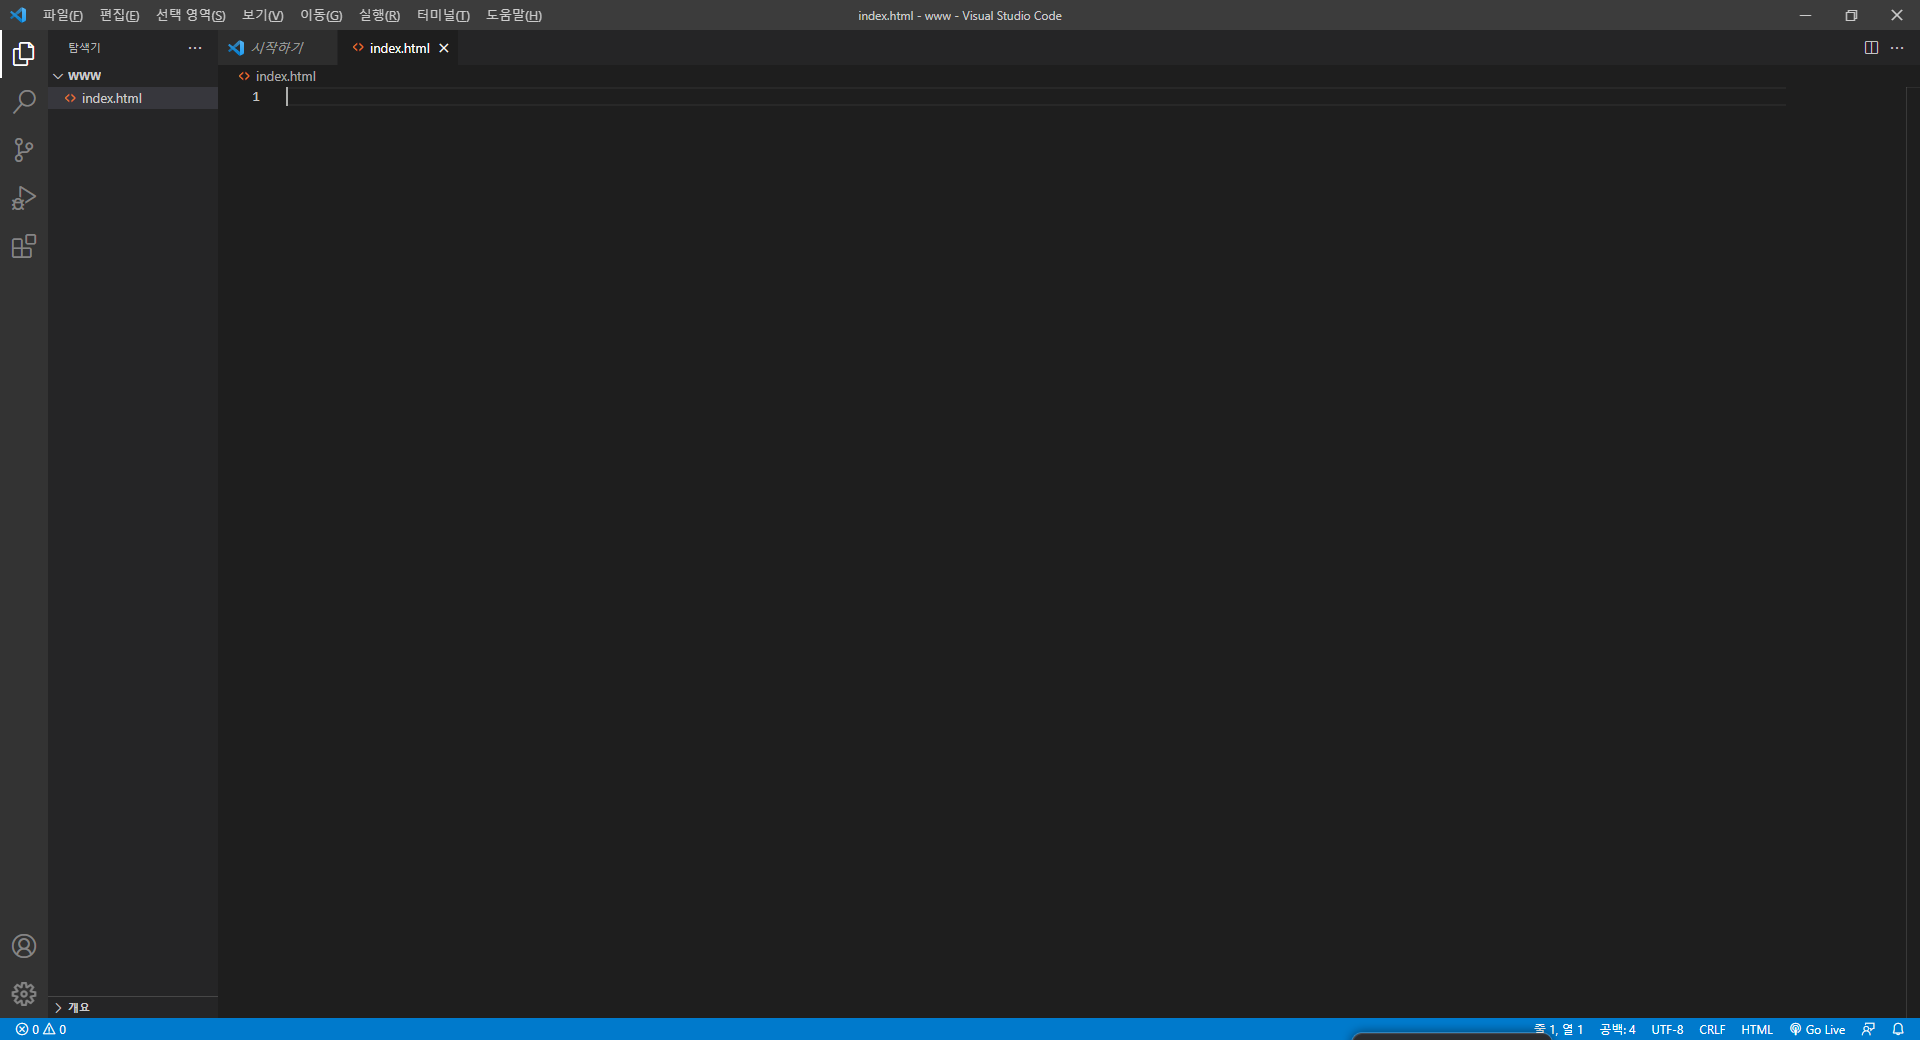 파일(F) 편집(E) 선택 영역(S) 보기(V) 이동(G) 실행(R) 터미널(T) 도움말(H) index.html - www - Visual Studio Code
탐색기 시작하기 index.html
WWW
index.html
index.html
1
개요
0 0 줄 1, 열 1 공백: 4 UTF-8 CRLF HTML Go Live